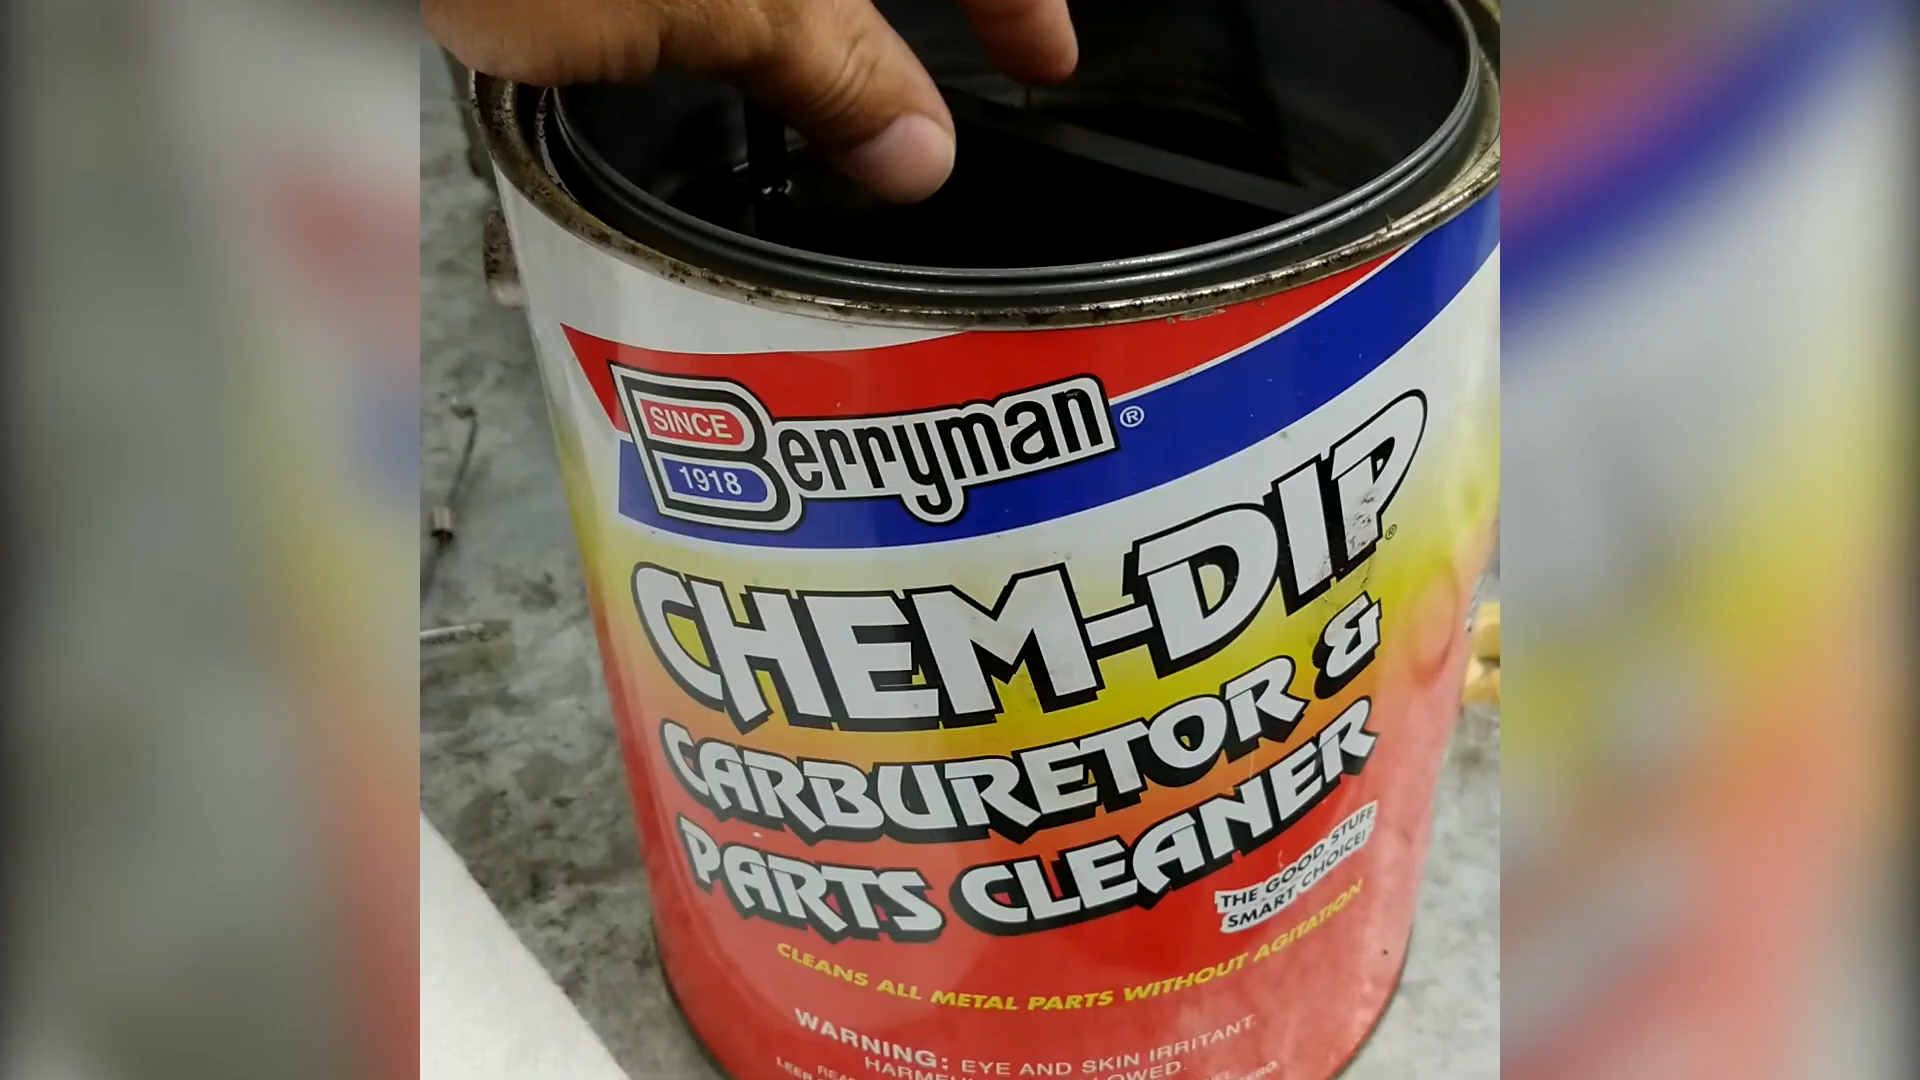 SINCE
1918
Berryman®
CHEM-DIP®
CARBURETOR &
PARTS CLEANER
THE GOOD STUFF
SMART CHOICE!
CLEANS ALL METAL PARTS WITHOUT AGITATION
WARNING: EYE AND SKIN IRRITANT.